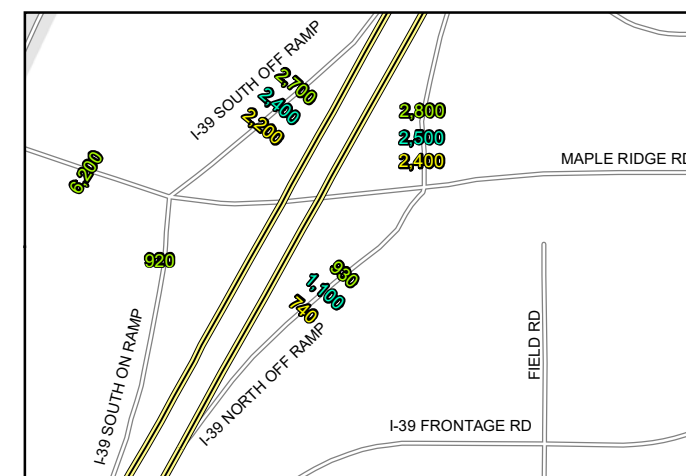 I-39 SOUTH OFF RAMP
2,700
2,400
2,200
2,800
2,500
2,400
MAPLE RIDGE RD
6,200
920
930
1,100
740
I-39 SOUTH ON RAMP
I-39 NORTH OFF RAMP
FIELD RD
I-39 FRONTAGE RD